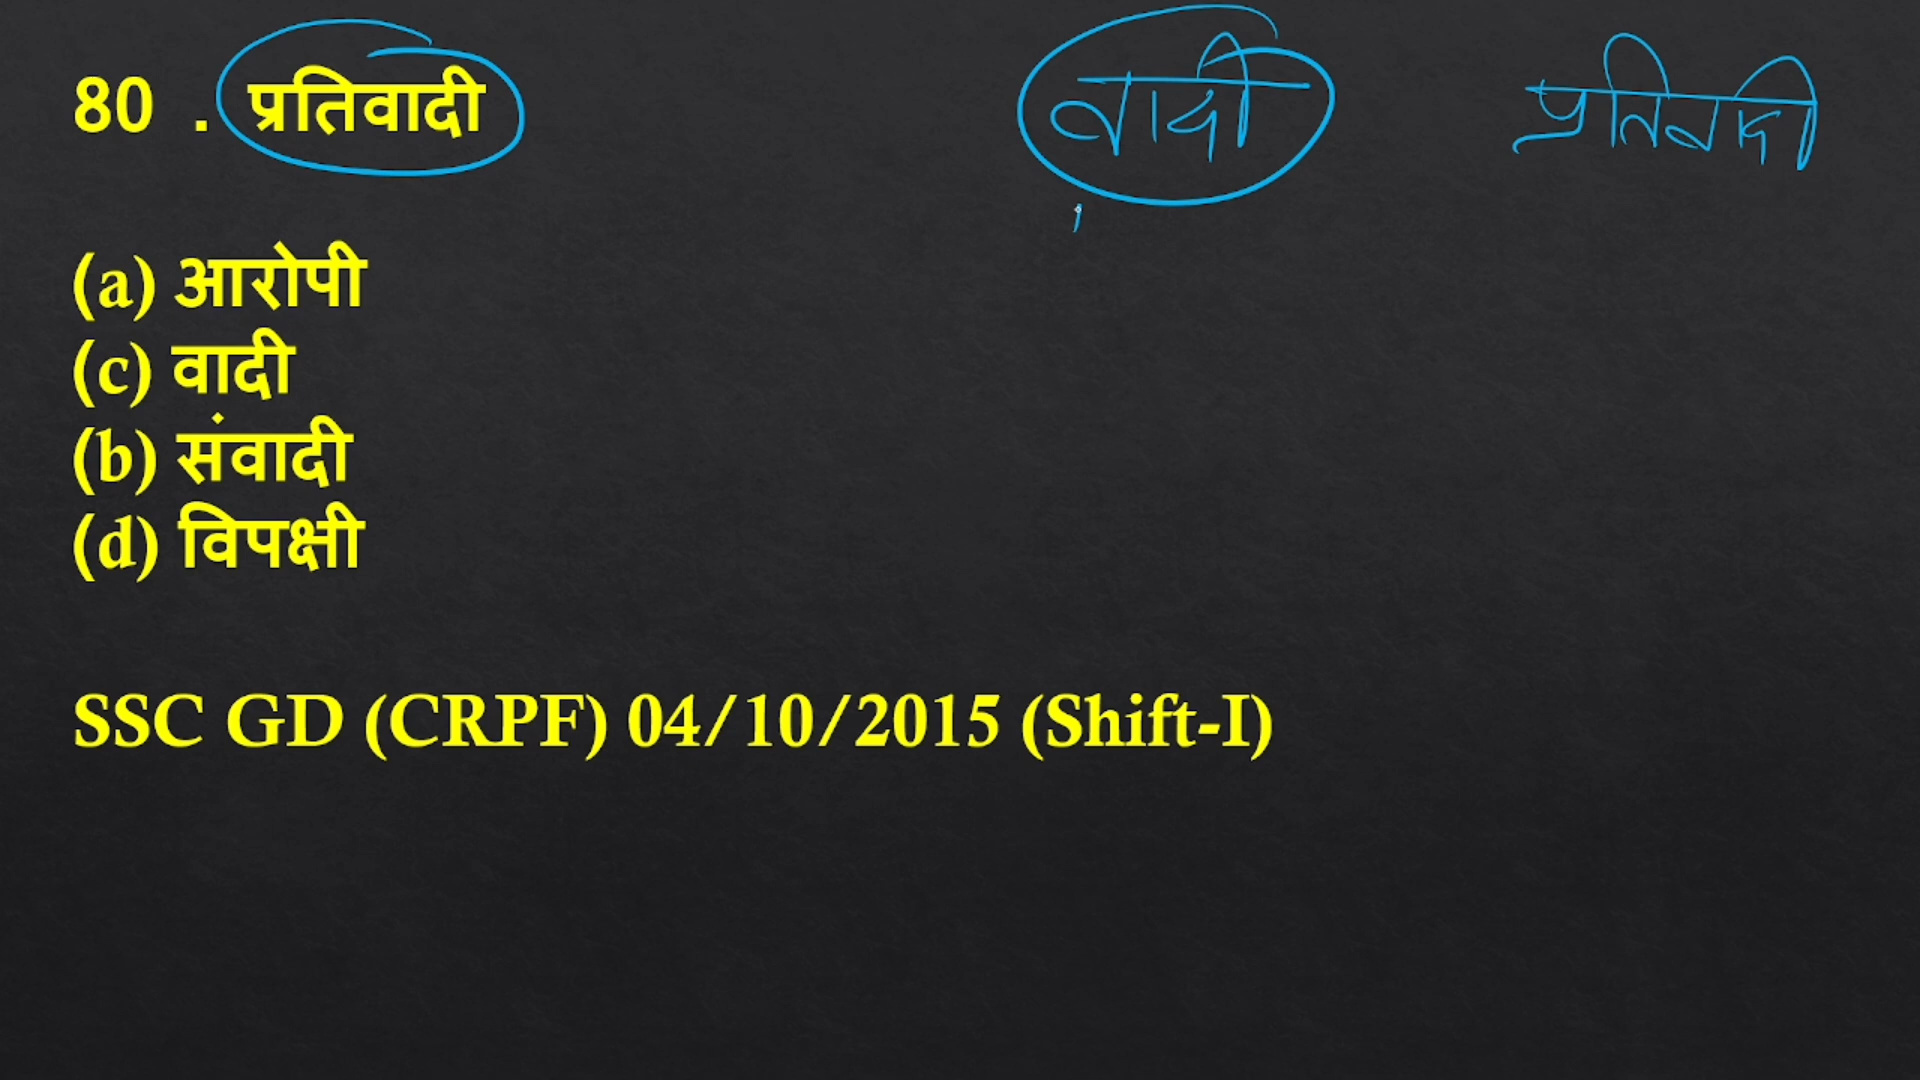 80 . प्रतिवादी
वादी
प्रतिवादी
(a) आरोपी
(c) वादी
(b) संवादी
(d) विपक्षी
SSC GD (CRPF) 04/10/2015 (Shift-I)